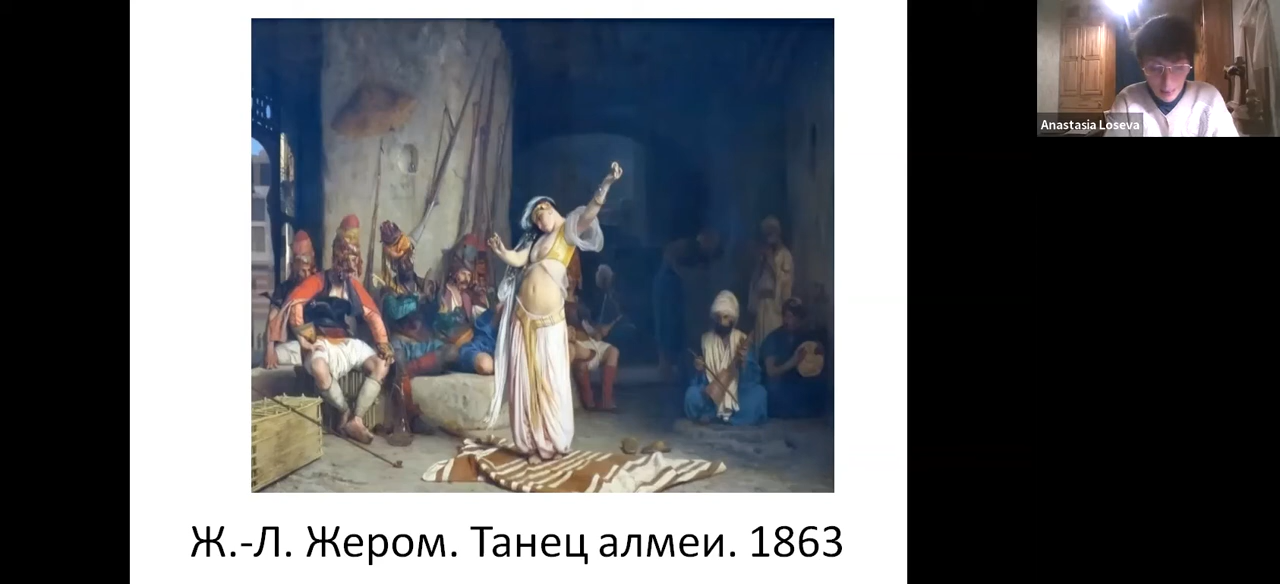 Anastasia Loseva
Ж.-Л. Жером. Танец алмеи. 1863